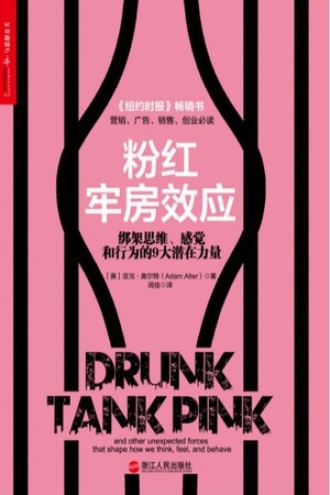 《纽约时报》畅销书
营销、广告、销售、创业必读
粉红
牢房效应
绑架思维、感觉
和行为的9大潜在力量
[美] 亚当·奥尔特（Adam Alter）著
闾佳◎译
DRUNK
TANK PINK
and other unexpected forces
that shape how we think, feel, and behave
浙江人民出版社